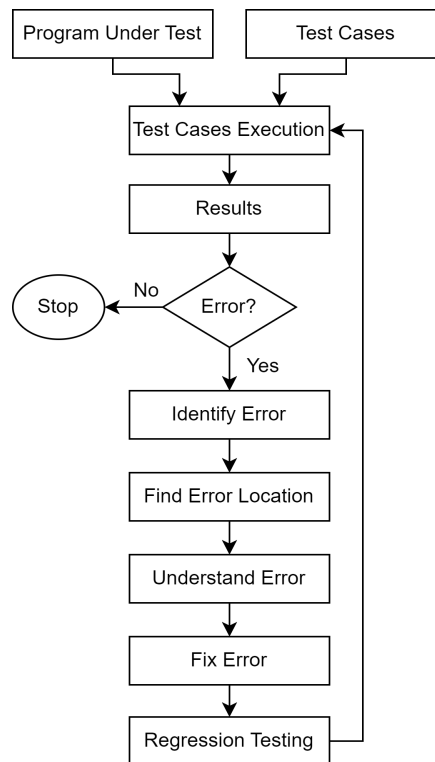 Program Under Test
Test Cases
Test Cases Execution
Results
Error?
No
Stop
Yes
Identify Error
Find Error Location
Understand Error
Fix Error
Regression Testing